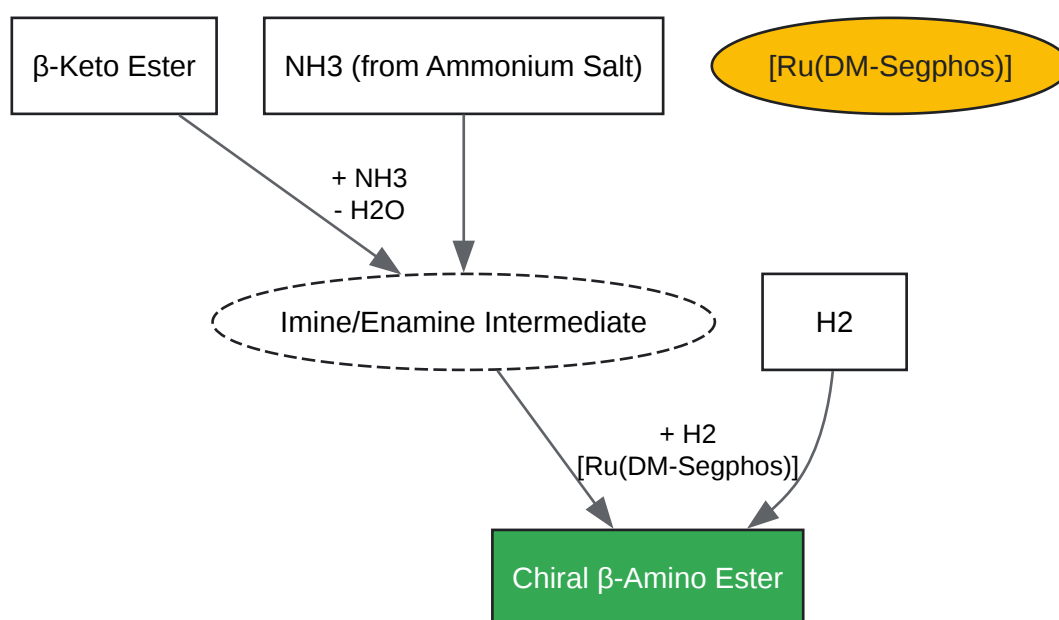 β-Keto Ester
NH3 (from Ammonium Salt)
[Ru(DM-Segphos)]
+ NH3
- H2O
Imine/Enamine Intermediate
H2
+ H2
[Ru(DM-Segphos)]
Chiral β-Amino Ester